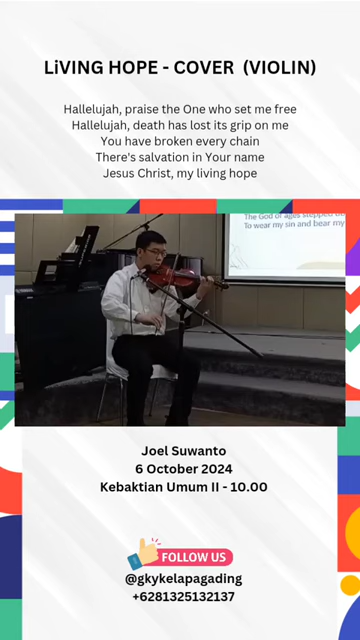 LiVING HOPE - COVER (VIOLIN)
Hallelujah, praise the One who set me free
Hallelujah, death has lost its grip on me
You have broken every chain
There's salvation in Your name
Jesus Christ, my living hope
The God of ages stepped
To wear my sin and bear my
Joel Suwanto
6 October 2024
Kebaktian Umum II - 10.00
FOLLOW US
@gkykelapagading
+6281325132137